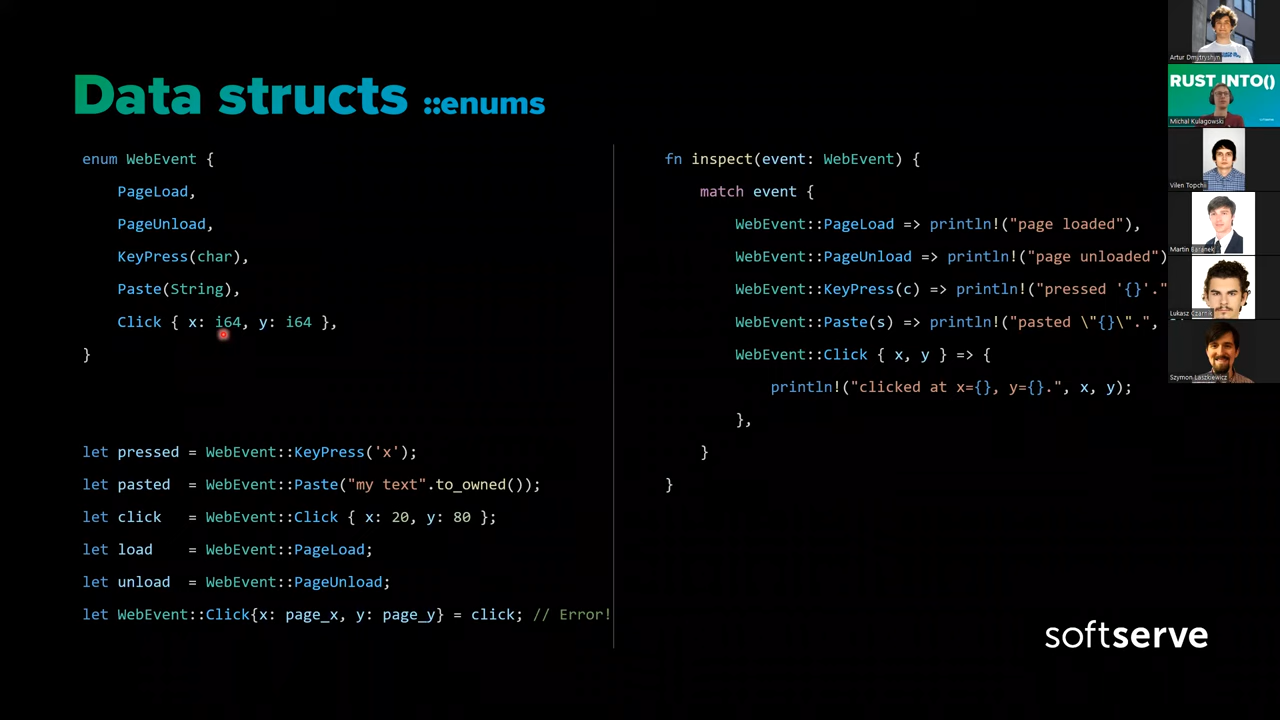 Data structs ::enums
enum WebEvent {
PageLoad,
PageUnload,
KeyPress(char),
Paste(String),
Click { x: i64, y: i64 },
}
let pressed = WebEvent::KeyPress('x');
let pasted = WebEvent::Paste("my text".to_owned());
let click = WebEvent::Click { x: 20, y: 80 };
let load = WebEvent::PageLoad;
let unload = WebEvent::PageUnload;
let WebEvent::Click{x: page_x, y: page_y} = click; // Error!
fn inspect(event: WebEvent) {
match event {
WebEvent::PageLoad => println!("page loaded"),
WebEvent::PageUnload => println!("page unloaded")
WebEvent::KeyPress(c) => println!("pressed '{}'."
WebEvent::Paste(s) => println!("pasted \"{}\".",
WebEvent::Click { x, y } => {
println!("clicked at x={}, y={}.", x, y);
},
}
}
softserve
Artur Dmytryshyn
RUST INTO()
Michal Kulagowski
Vilen Topchii
Martin Baranek
Lukasz Czarnik
Szymon Laszkiewicz